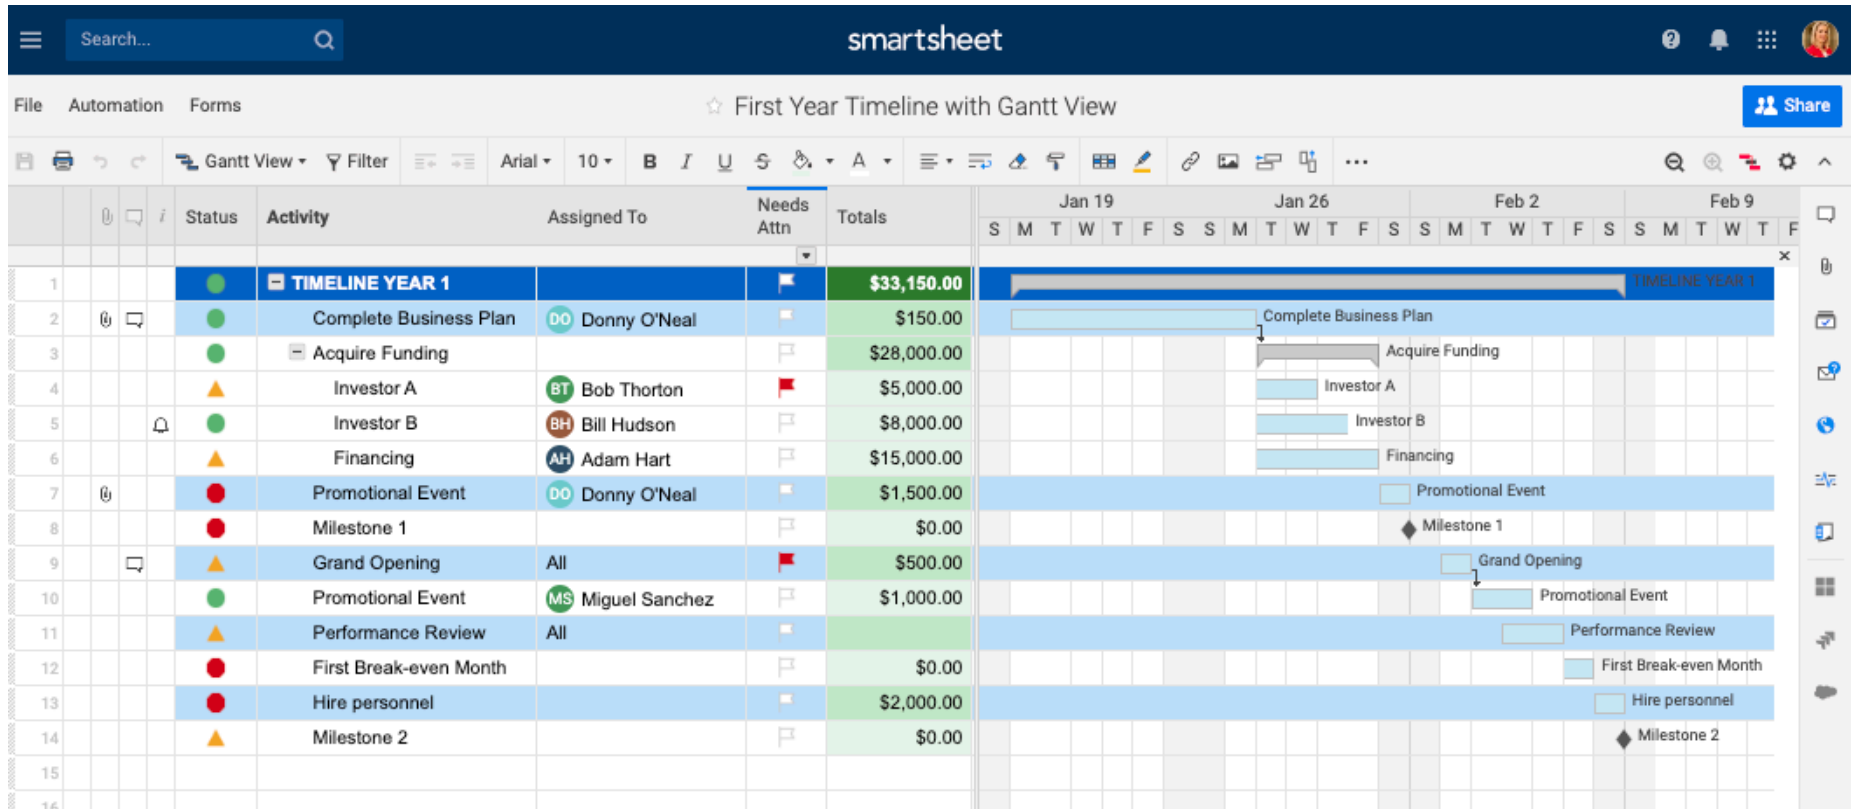 Search...
smartsheet
File Automation Forms
First Year Timeline with Gantt View
Share
Gantt View Filter Arial 10 B I U S A ...
i Status Activity Assigned To Needs Attn Totals
Jan 19 Jan 26 Feb 2 Feb 9
S M T W T F S S M T W T F S S M T W T F S S M T W T F
1 TIMELINE YEAR 1 $33,150.00 TIMELINE YEAR 1
2 Complete Business Plan DO Donny O'Neal $150.00 Complete Business Plan
3 Acquire Funding $28,000.00 Acquire Funding
4 Investor A BT Bob Thorton $5,000.00 Investor A
5 Investor B BH Bill Hudson $8,000.00 Investor B
6 Financing AH Adam Hart $15,000.00 Financing
7 Promotional Event DO Donny O'Neal $1,500.00 Promotional Event
8 Milestone 1 $0.00 Milestone 1
9 Grand Opening All $500.00 Grand Opening
10 Promotional Event MS Miguel Sanchez $1,000.00 Promotional Event
11 Performance Review All Performance Review
12 First Break-even Month $0.00 First Break-even Month
13 Hire personnel $2,000.00 Hire personnel
14 Milestone 2 $0.00 Milestone 2
15
16